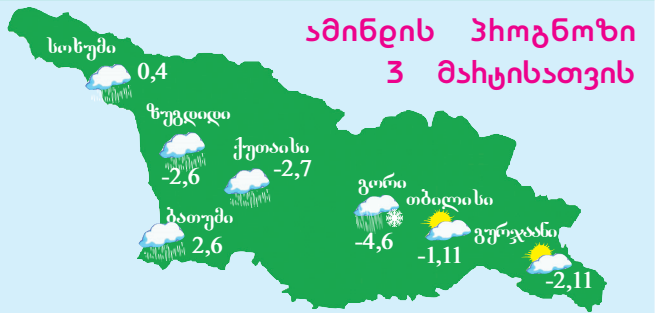 ამინდის პროგნოზი
3 მარტისათვის
სოხუმი
0,4
ზუგდიდი
-2,6
ქუთაისი
-2,7
ბათუმი
2,6
გორი
-4,6
თბილისი
-1,11
გურჯაანი
-2,11